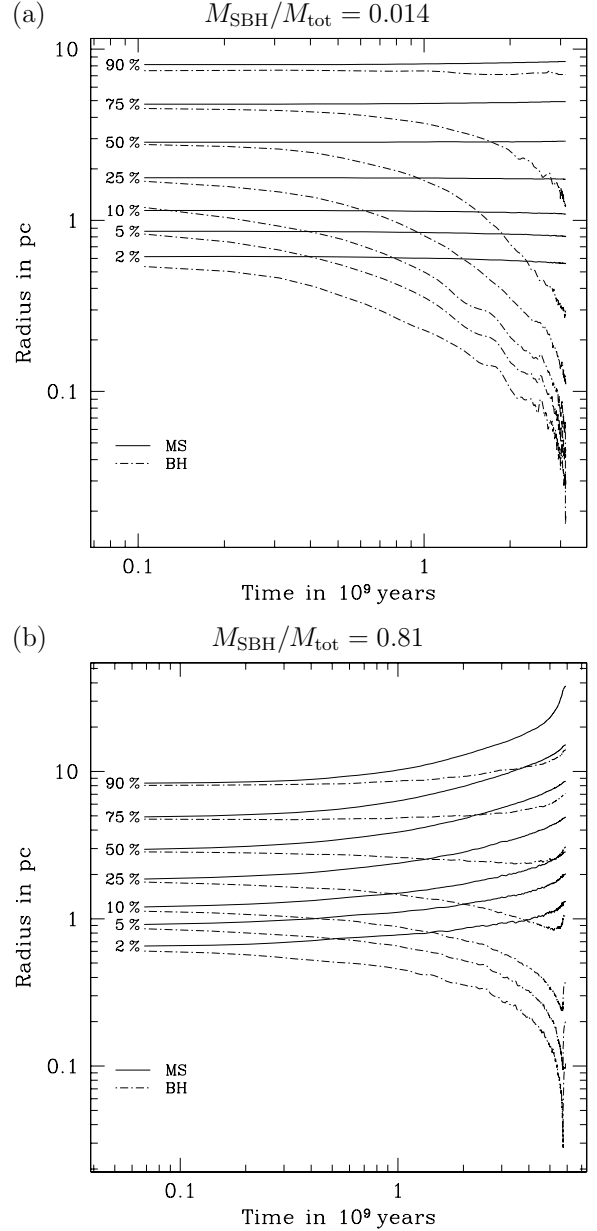 (a) M_SBH/M_tot = 0.014
10
90 %
75 %
50 %
25 %
10 %
5 %
2 %
1
0.1
Radius in pc
MS
BH
0.1 1
Time in 10⁹ years
(b) M_SBH/M_tot = 0.81
10
90 %
75 %
50 %
25 %
10 %
5 %
2 %
1
0.1
Radius in pc
MS
BH
0.1 1
Time in 10⁹ years